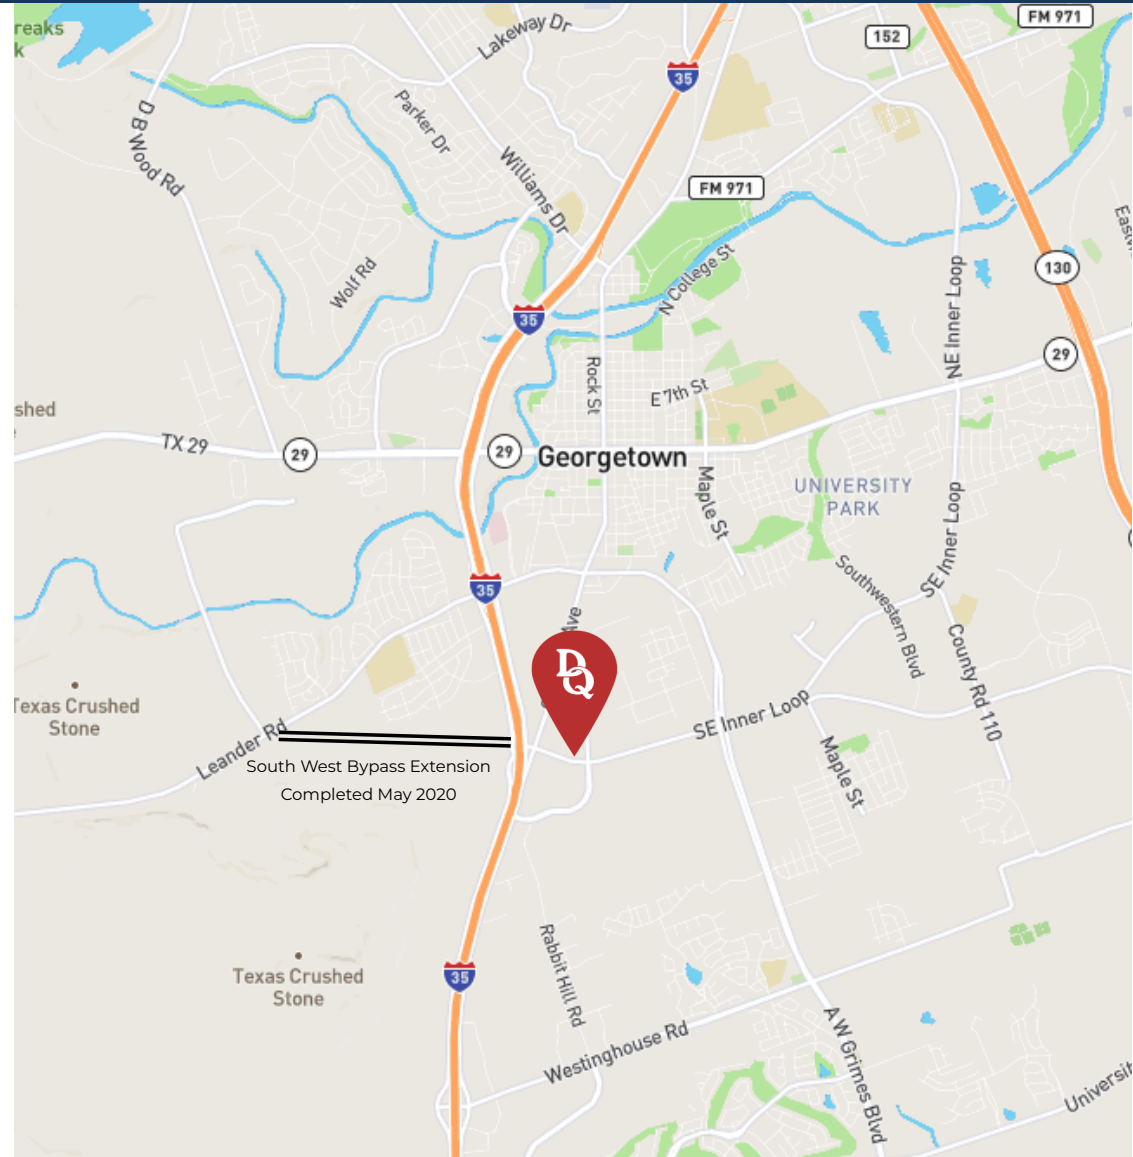 reaks
k
Lakeway Dr
FM 971
152
35
D B Wood Rd
Parker Dr
Williams Dr
FM 971
Wolf Rd
N College St
130
NE Inner Loop
35
29
Rock St
E 7th St
shed
TX 29
29
29
Georgetown
Maple St
UNIVERSITY
PARK
SE Inner Loop
Southwestern Blvd
35
Ave
County Rd 110
DQ
Texas Crushed
Stone
Leander Rd
SE Inner Loop
South West Bypass Extension
Completed May 2020
Maple St
Rabbit Hill Rd
Texas Crushed
Stone
35
Westinghouse Rd
A W Grimes Blvd
Universit